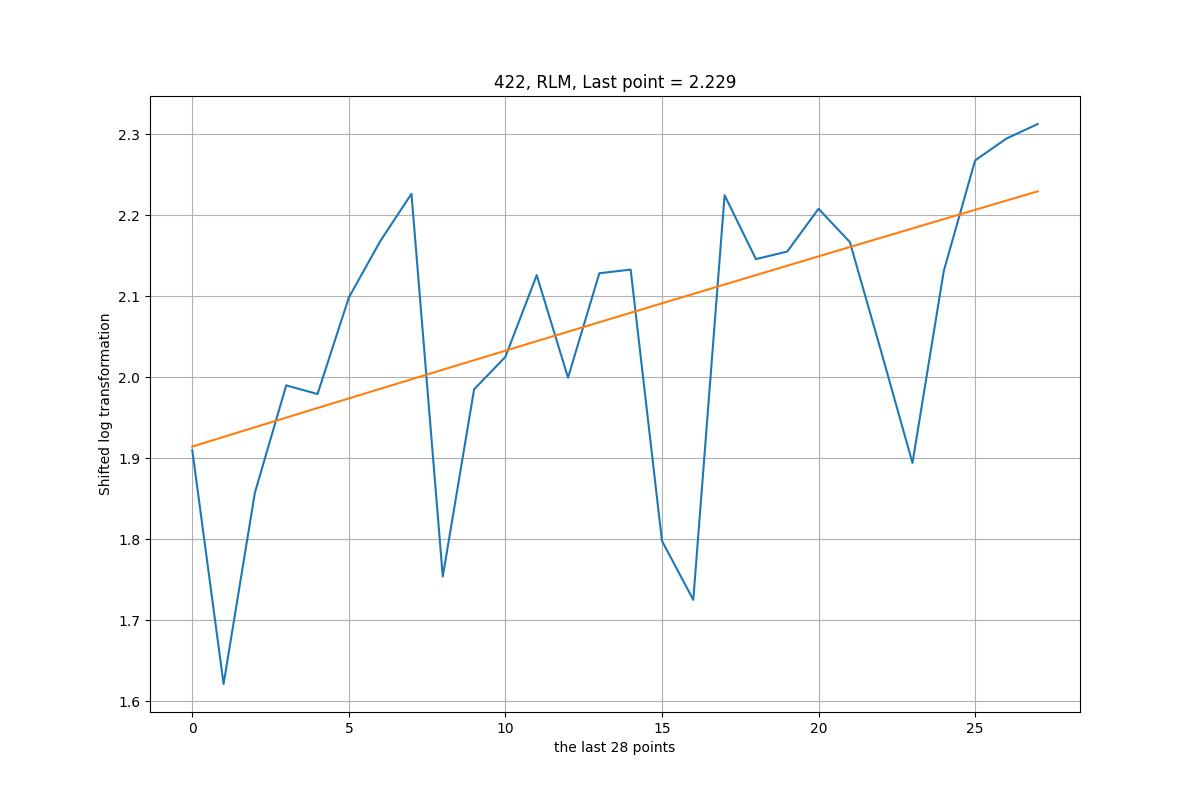 422, RLM, Last point = 2.229
Shifted log transformation
2.3
2.2
2.1
2.0
1.9
1.8
1.7
1.6
0 5 10 15 20 25
the last 28 points